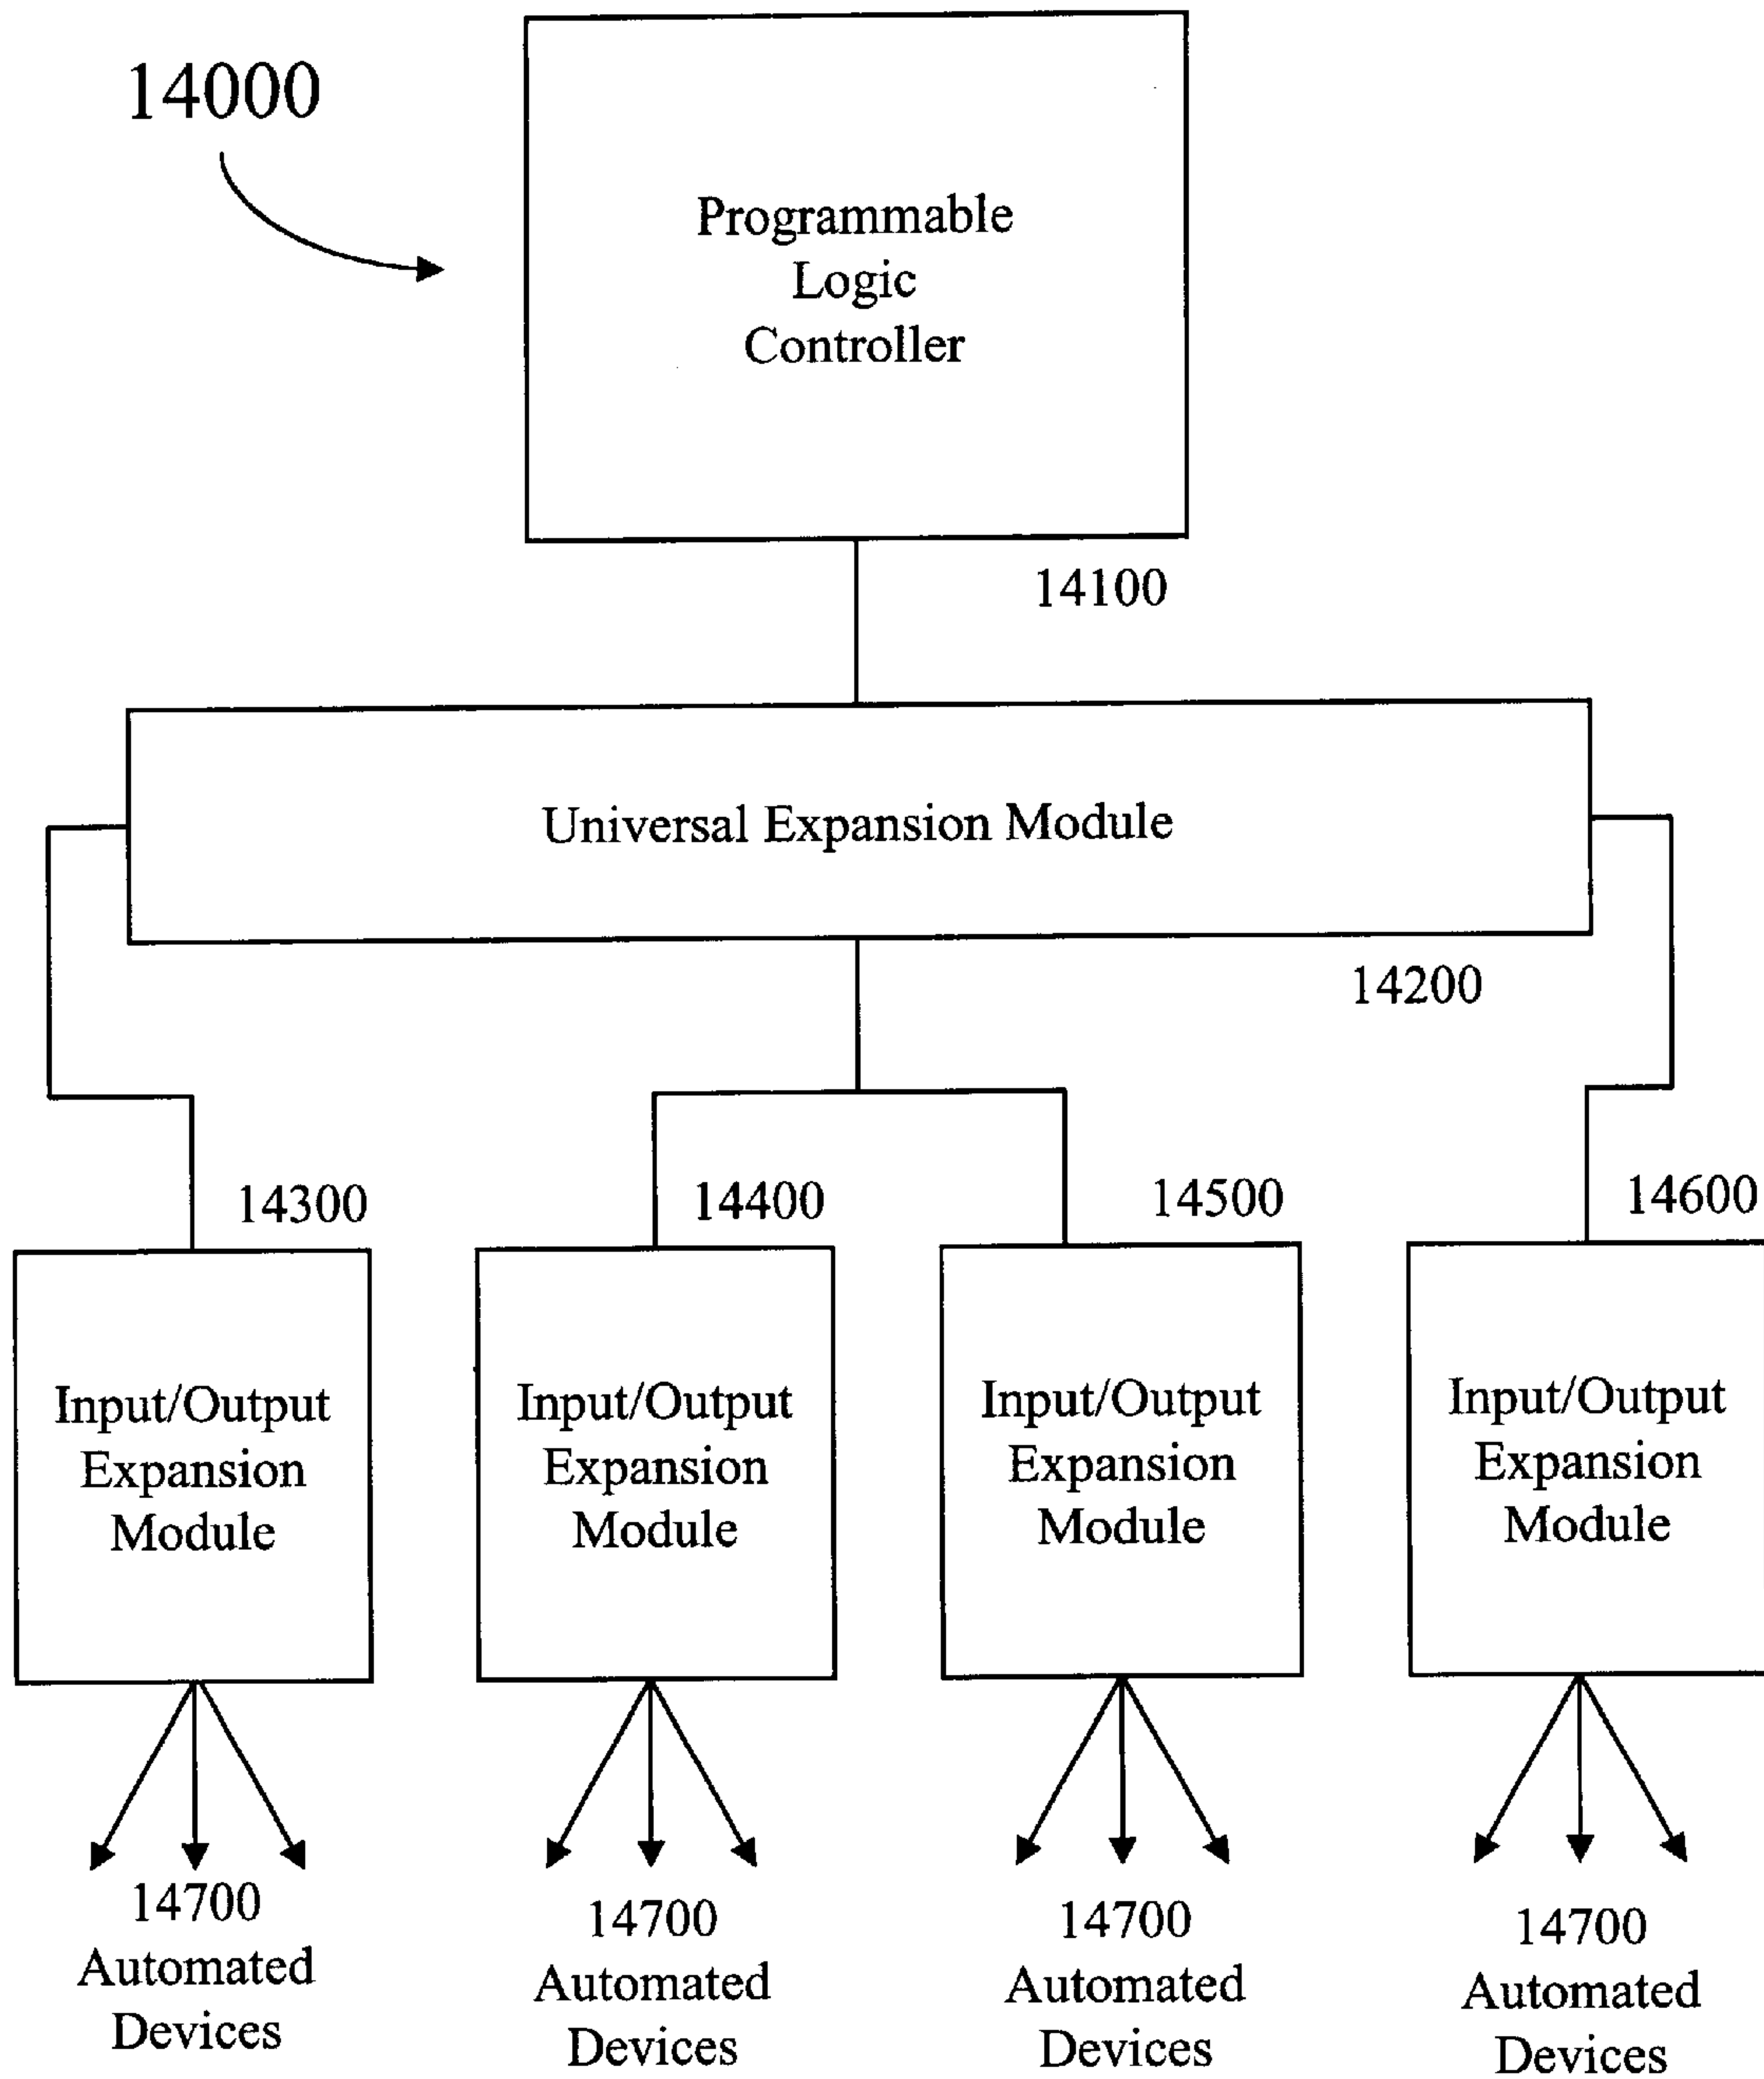 14000
Programmable
Logic
Controller
14100
Universal Expansion Module
14200
14300
14400
14500
14600
Input/Output
Expansion
Module
Input/Output
Expansion
Module
Input/Output
Expansion
Module
Input/Output
Expansion
Module
14700
Automated
Devices
14700
Automated
Devices
14700
Automated
Devices
14700
Automated
Devices